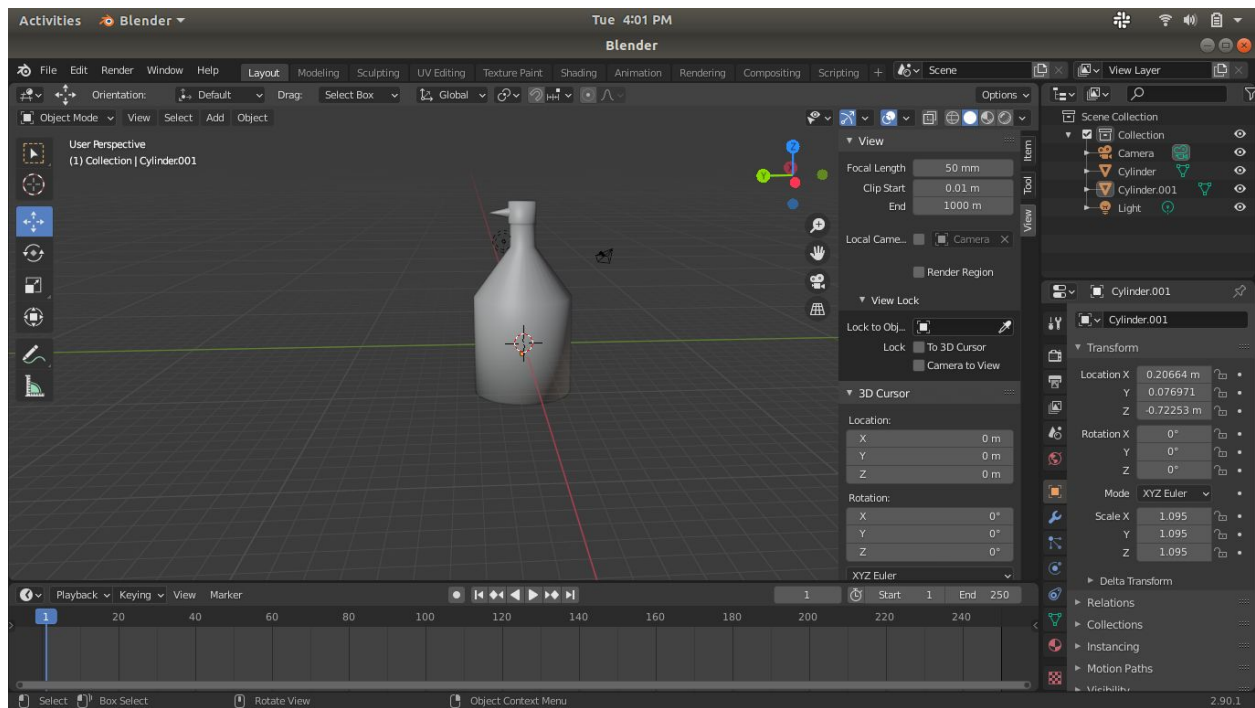 Activities Blender Tue 4:01 PM
Blender
File Edit Render Window Help Layout Modeling Sculpting UV Editing Texture Paint Shading Animation Rendering Compositing Scripting + Scene View Layer
Orientation: Default Drag: Select Box Global Options
Object Mode View Select Add Object
User Perspective
(1) Collection | Cylinder.001
Z
Y
View
Focal Length 50 mm
Clip Start 0.01 m
End 1000 m
Local Came... Camera
Render Region
View Lock
Lock to Obj...
Lock To 3D Cursor
Camera to View
3D Cursor
Location:
X 0 m
Y 0 m
Z 0 m
Rotation:
X 0°
Y 0°
Z 0°
XYZ Euler
Item
Tool
View
Scene Collection
Collection
Camera
Cylinder
Cylinder.001
Light
Cylinder.001
Cylinder.001
Transform
Location X 0.20664 m
Y 0.076971
Z -0.72253 m
Rotation X 0°
Y 0°
Z 0°
Mode XYZ Euler
Scale X 1.095
Y 1.095
Z 1.095
Delta Transform
Relations
Collections
Instancing
Motion Paths
Visibility
Playback Keying View Marker 1 Start 1 End 250
1 20 40 60 80 100 120 140 160 180 200 220 240
Select Box Select Rotate View Object Context Menu 2.90.1